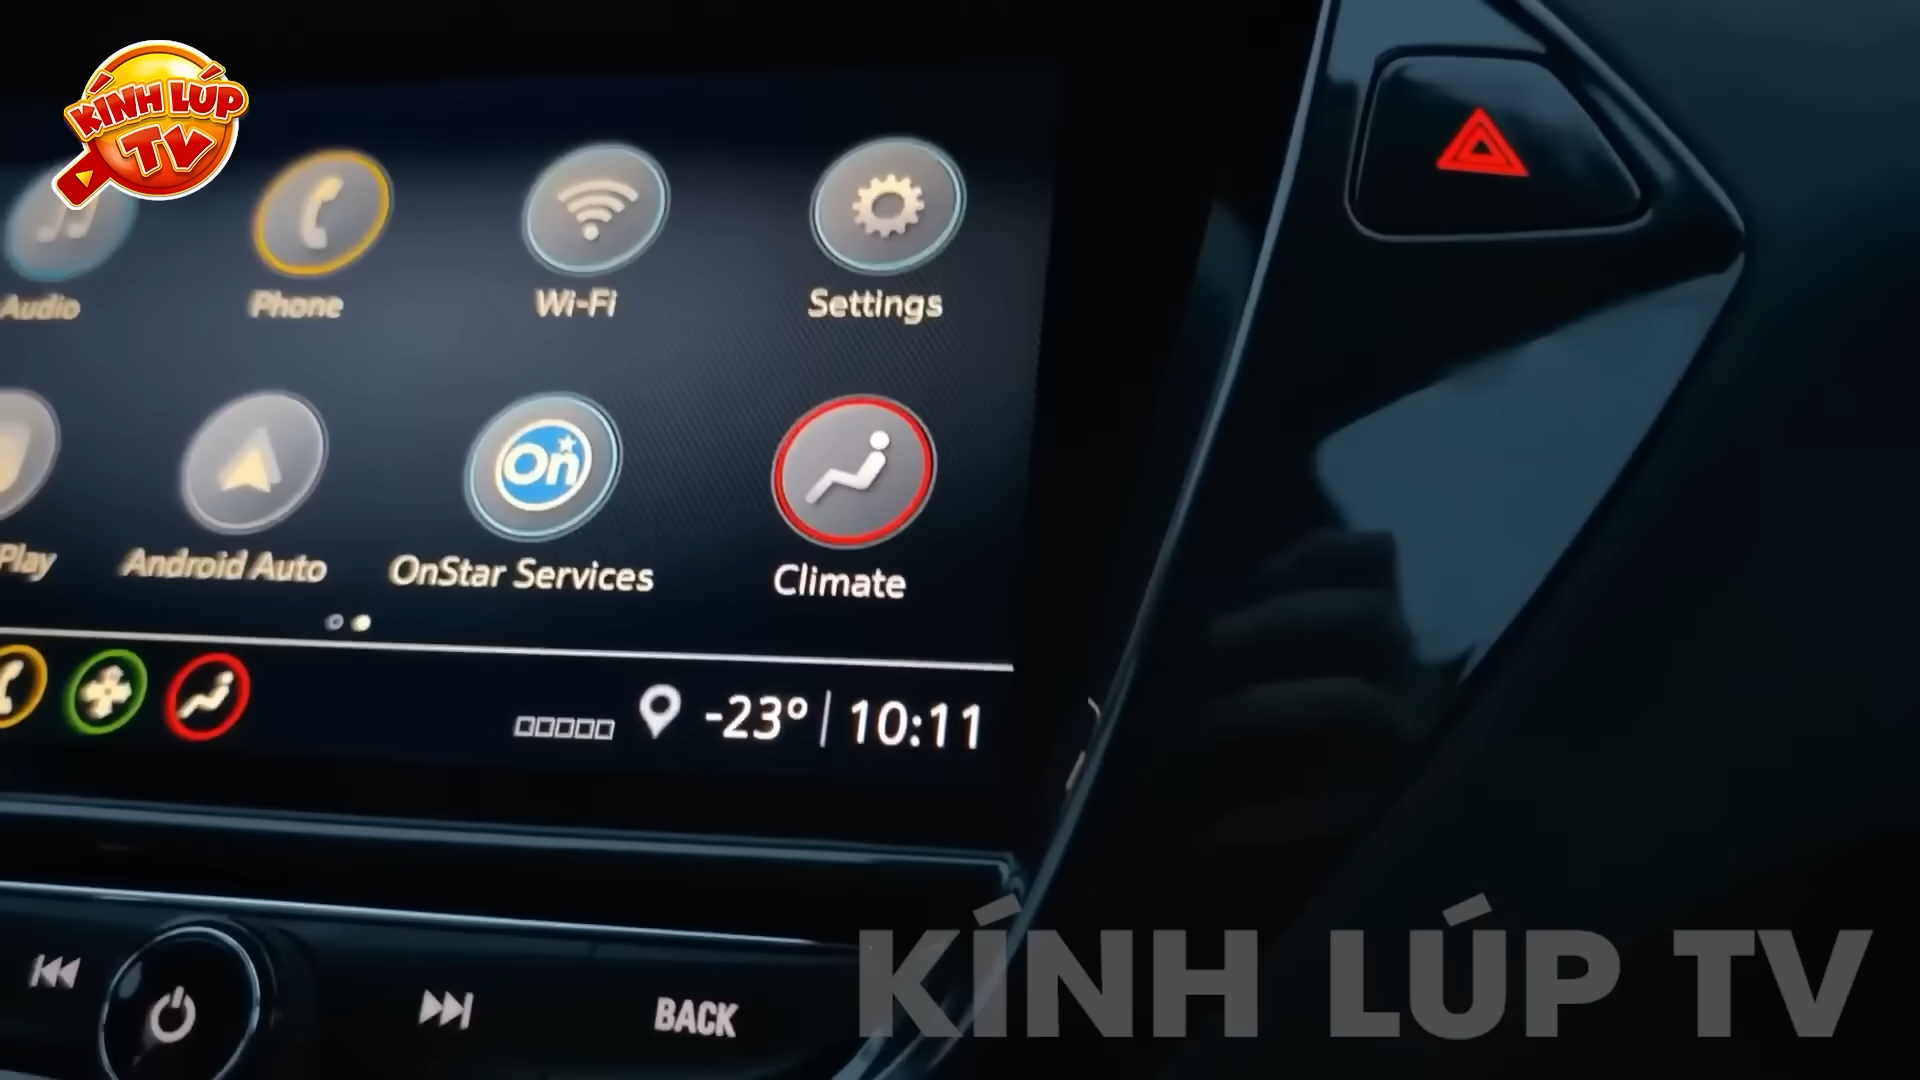 KÍNH LÚP
TV
Audio
Phone
Wi-Fi
Settings
On
Play
Android Auto
OnStar Services
Climate
-23° 10:11
BACK
KÍNH LÚP TV